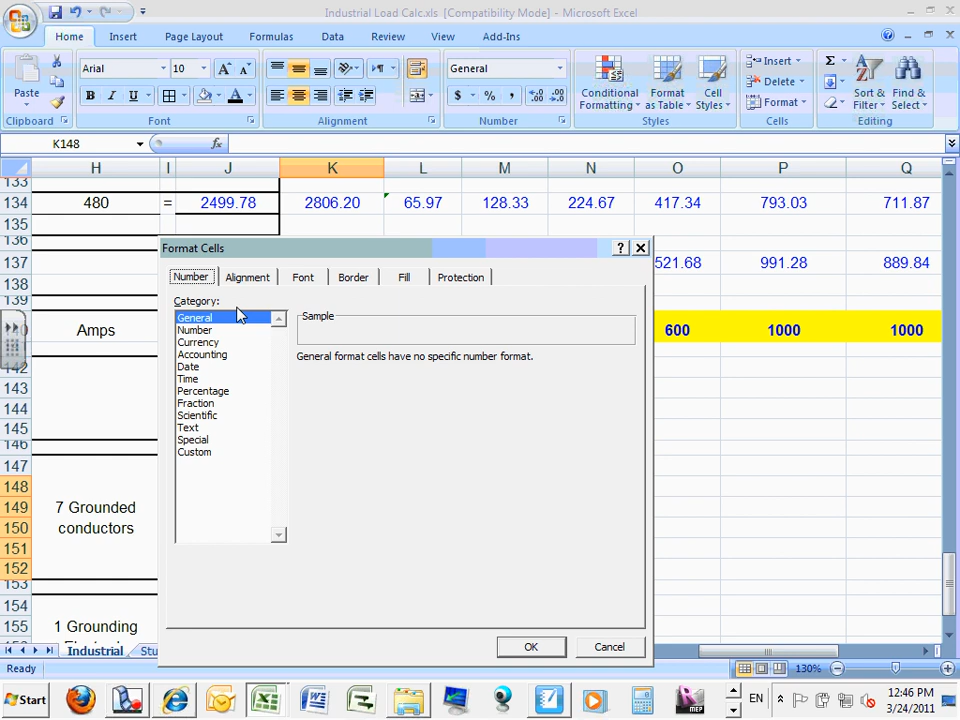 Industrial Load Calc.xls [Compatibility Mode] - Microsoft Excel
Home Insert Page Layout Formulas Data Review View Add-Ins
Paste
Clipboard
Arial 10
B I U A
Font
Alignment
General
$ % ,
Number
Conditional Formatting
Format as Table
Cell Styles
Styles
Insert
Delete
Format
Cells
Σ
Sort & Filter
Find & Select
Editing
K148 fx
H I J K L M N O P Q
133
134 480 = 2499.78 2806.20 65.97 128.33 224.67 417.34 793.03 711.87
135
136
137 521.68 991.28 889.84
138
139
Amps 600 1000 1000
142
143
144
145
146
147
148
149 7 Grounded
150 conductors
151
152
153
154
155 1 Grounding
Format Cells
Number Alignment Font Border Fill Protection
Category:
General
Number
Currency
Accounting
Date
Time
Percentage
Fraction
Scientific
Text
Special
Custom
Sample
General format cells have no specific number format.
OK Cancel
Industrial Stu
Ready 130%
Start MEP EN 12:46 PM
3/24/2011